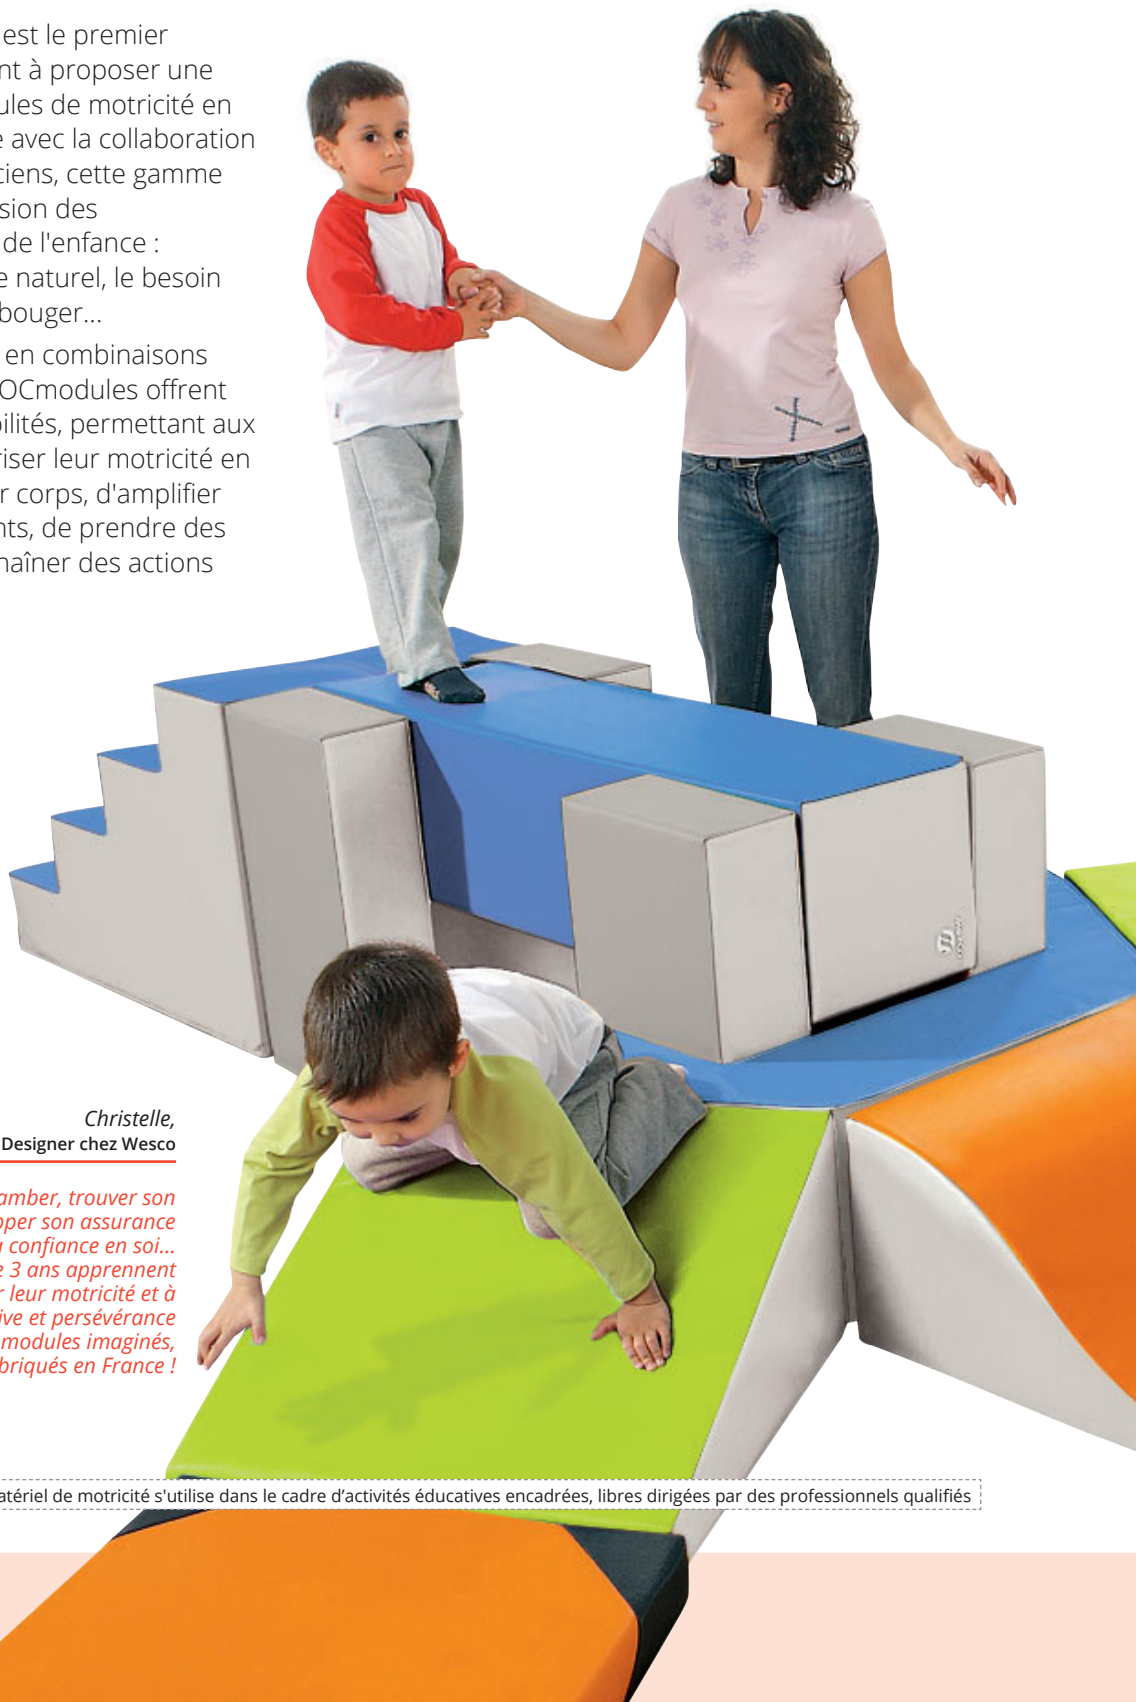 est le premier
nt à proposer une
ules de motricité en
e avec la collaboration
ciens, cette gamme
sion des
de l'enfance :
e naturel, le besoin
bouger...
en combinaisons
OCmodules offrent
bilités, permettant aux
riser leur motricité en
r corps, d'amplifier
nts, de prendre des
haîner des actions
Christelle,
Designer chez Wesco
amber, trouver son
pper son assurance
a confiance en soi...
e 3 ans apprennent
r leur motricité et à
ive et persévérance
modules imaginés,
briqués en France !
atériel de motricité s'utilise dans le cadre d’activités éducatives encadrées, libres dirigées par des professionnels qualifiés